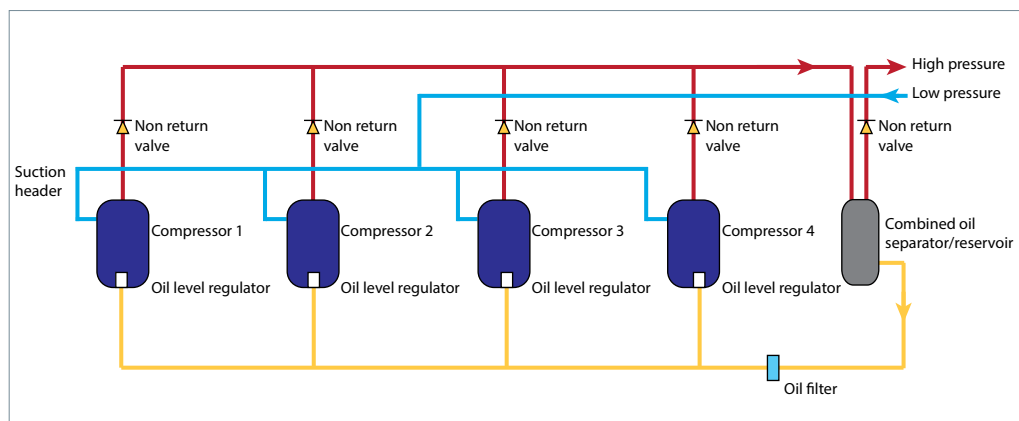 High pressure
Low pressure
Non return
valve
Non return
valve
Non return
valve
Non return
valve
Non return
valve
Suction
header
Compressor 1
Compressor 2
Compressor 3
Compressor 4
Combined oil
separator/reservoir
Oil level regulator
Oil level regulator
Oil level regulator
Oil level regulator
Oil filter